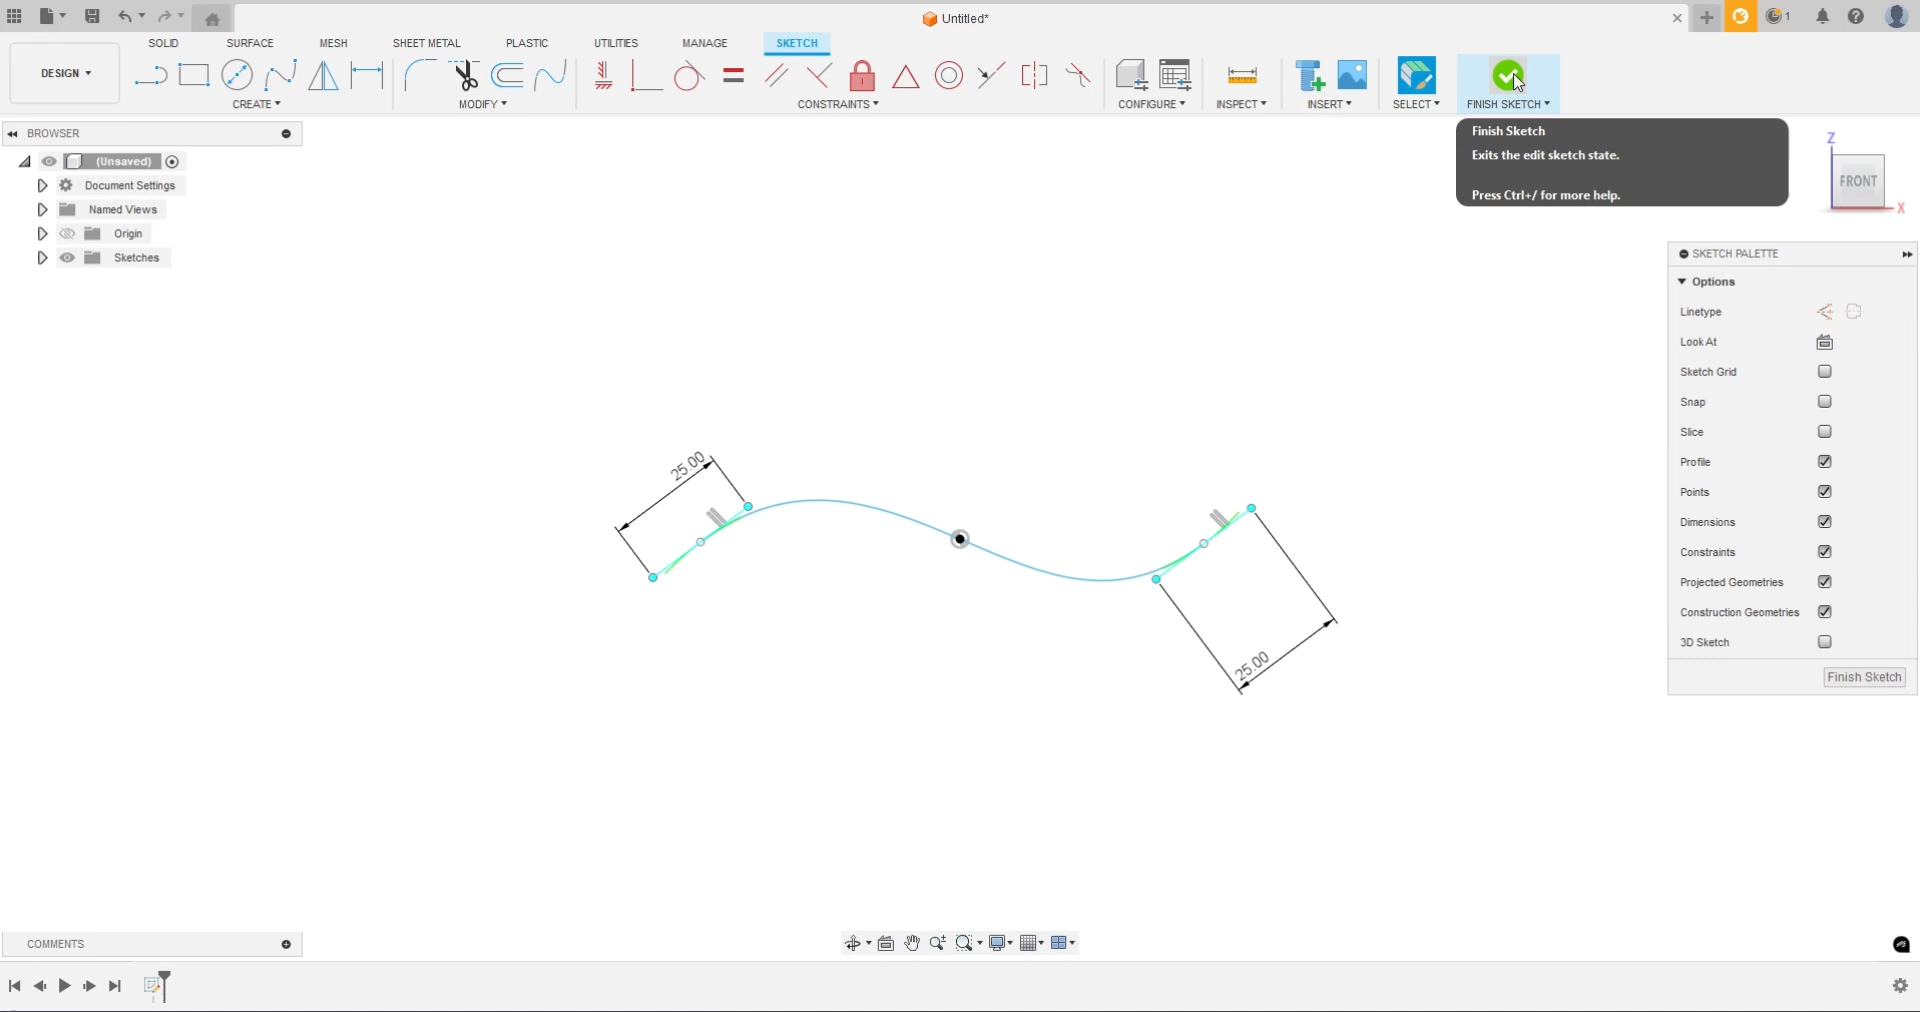 Untitled*
1
SOLID
SURFACE
MESH
SHEET METAL
PLASTIC
UTILITIES
MANAGE
SKETCH
DESIGN
CREATE
MODIFY
CONSTRAINTS
CONFIGURE
INSPECT
INSERT
SELECT
FINISH SKETCH
BROWSER
(Unsaved)
Document Settings
Named Views
Origin
Sketches
Finish Sketch
Exits the edit sketch state.
Press Ctrl+/ for more help.
Z
FRONT
X
SKETCH PALETTE
Options
Linetype
Look At
Sketch Grid
Snap
Slice
Profile
Points
Dimensions
Constraints
Projected Geometries
Construction Geometries
3D Sketch
Finish Sketch
25.00
25.00
COMMENTS